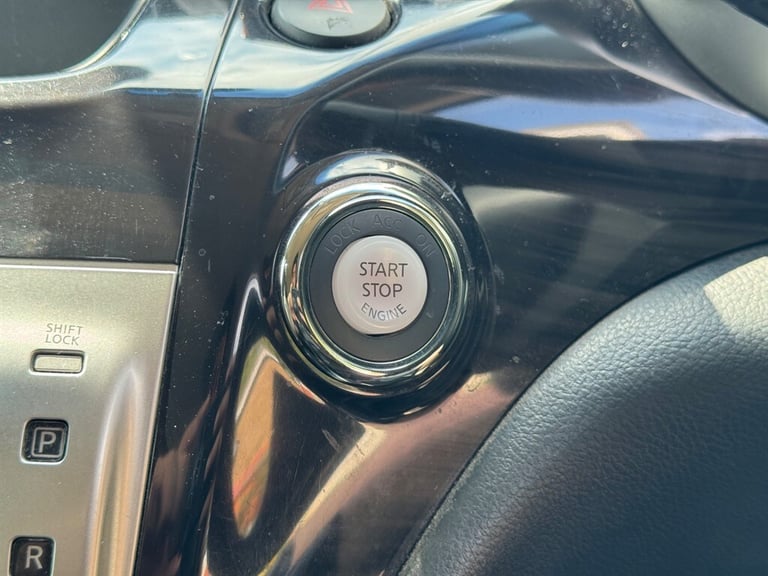 LOCK Acc ON
START
STOP
ENGINE
SHIFT
LOCK
P
R